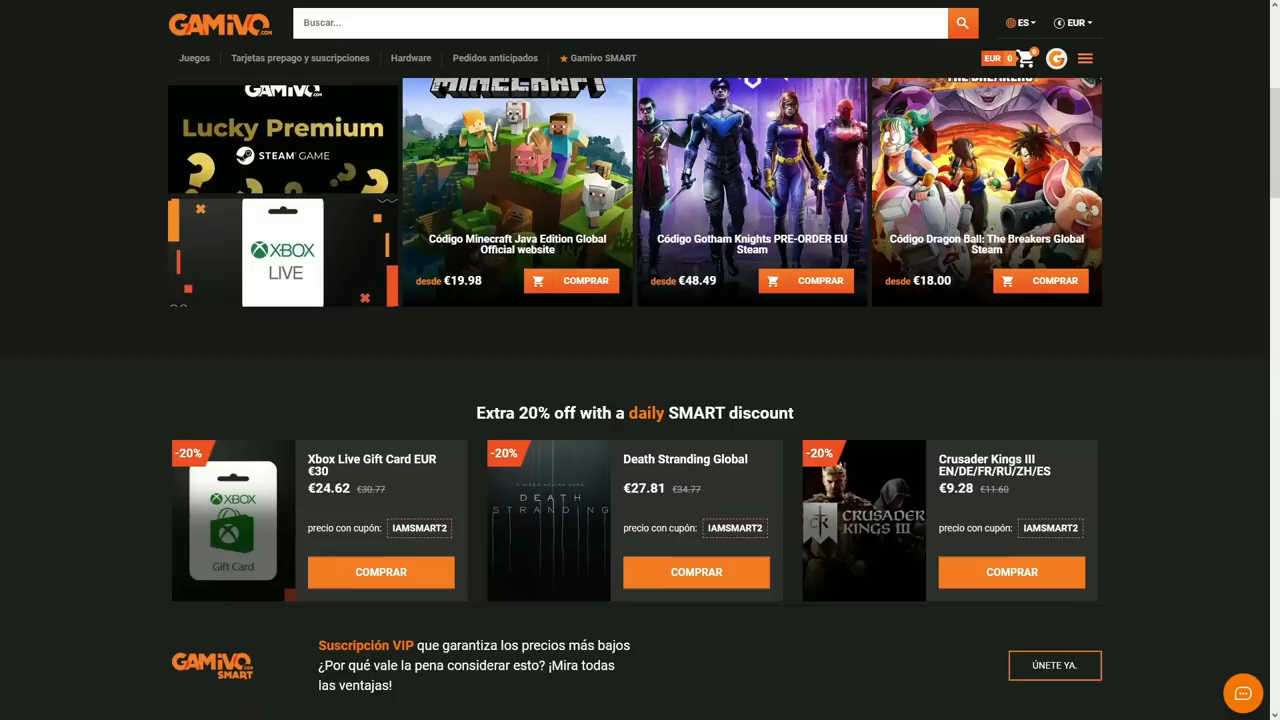 GAMIVO.COM
Buscar...
ES
EUR
Juegos
Tarjetas prepago y suscripciones
Hardware
Pedidos anticipados
Gamivo SMART
EUR 0
0
G
GAMIVO.COM
Lucky Premium
STEAM GAME
XBOX
LIVE
MINECRAFT
Código Minecraft Java Edition Global
Official website
desde €19.98
COMPRAR
Código Gotham Knights PRE-ORDER EU
Steam
desde €48.49
COMPRAR
THE BREAKERS
Código Dragon Ball: The Breakers Global
Steam
desde €18.00
COMPRAR
Extra 20% off with a daily SMART discount
-20%
XBOX
Gift Card
Xbox Live Gift Card EUR
€30
€24.62 €30.77
precio con cupón: IAMSMART2
COMPRAR
-20%
DEATH
STRANDING
Death Stranding Global
€27.81 €34.77
precio con cupón: IAMSMART2
COMPRAR
-20%
CK
CRUSADER
KINGS III
Crusader Kings III
EN/DE/FR/RU/ZH/ES
€9.28 €11.60
precio con cupón: IAMSMART2
COMPRAR
GAMIVO.COM
SMART
Suscripción VIP que garantiza los precios más bajos
¿Por qué vale la pena considerar esto? ¡Mira todas
las ventajas!
ÚNETE YA.